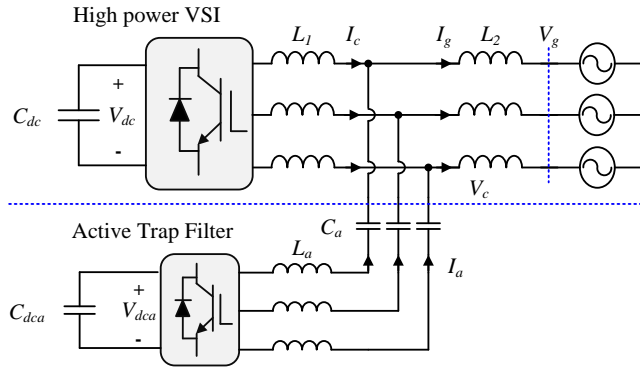 High power VSI
L1 Ic Ig L2 Vg
+
Cdc Vdc
-
Vc
Ca
Active Trap Filter
La
Ia
+
Cdca Vdca
-